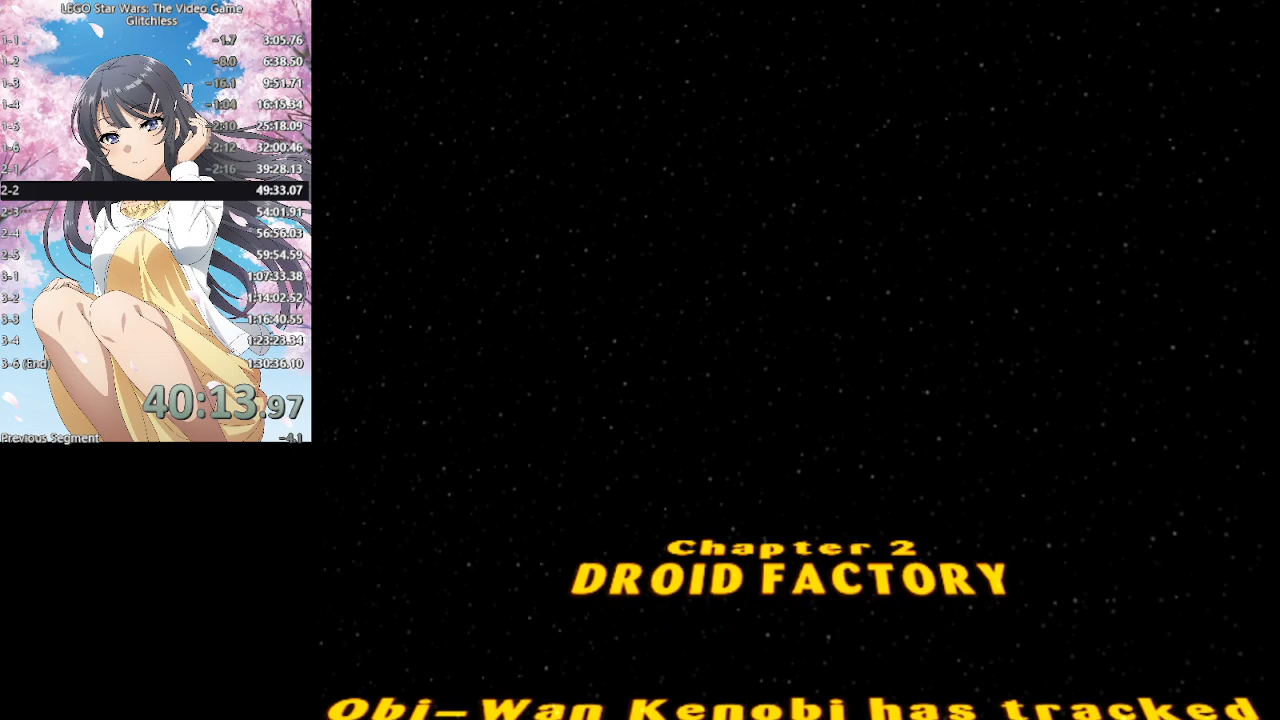 LEGO Star Wars: The Video Game
Glitchless
1-1 -1.7 3:05.76
1-2 -8.0 6:38.50
1-3 -16.1 9:51.71
1-4 -1:04 16:15.34
1-5 -2:10 25:18.09
1-6 -2:12 32:00.46
2-1 -2:16 39:28.13
2-2 49:33.07
2-3 54:01.91
2-4 56:56.03
2-5 59:54.59
3-1 1:07:33.38
3-2 1:14:02.52
3-3 1:16:40.55
3-4 1:23:23.34
3-6 (End) 1:30:36.10
40:13.97
Previous Segment -4.1
Chapter 2
DROID FACTORY
Obi-Wan Kenobi has tracked